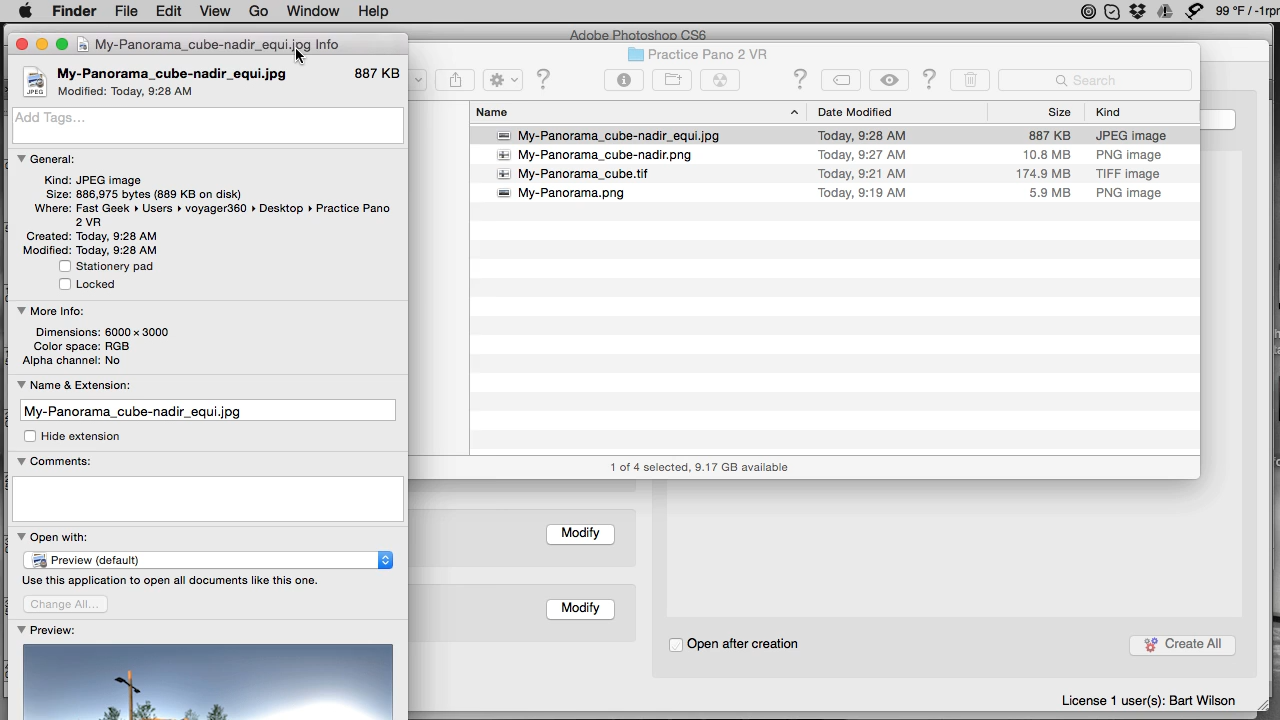 Finder File Edit View Go Window Help 99 °F / -1rpr
Adobe Photoshop CS6
My-Panorama_cube-nadir_equi.jpg Info
My-Panorama_cube-nadir_equi.jpg 887 KB
Modified: Today, 9:28 AM
Add Tags...
General:
Kind: JPEG image
Size: 886,975 bytes (889 KB on disk)
Where: Fast Geek ▸ Users ▸ voyager360 ▸ Desktop ▸ Practice Pano
2 VR
Created: Today, 9:28 AM
Modified: Today, 9:28 AM
Stationery pad
Locked
More Info:
Dimensions: 6000 × 3000
Color space: RGB
Alpha channel: No
Name & Extension:
My-Panorama_cube-nadir_equi.jpg
Hide extension
Comments:
Open with:
Preview (default)
Use this application to open all documents like this one.
Change All...
Preview:
JPEG
Practice Pano 2 VR
Search
Name Date Modified Size Kind
My-Panorama_cube-nadir_equi.jpg Today, 9:28 AM 887 KB JPEG image
My-Panorama_cube-nadir.png Today, 9:27 AM 10.8 MB PNG image
My-Panorama_cube.tif Today, 9:21 AM 174.9 MB TIFF image
My-Panorama.png Today, 9:19 AM 5.9 MB PNG image
1 of 4 selected, 9.17 GB available
Modify
Modify
Open after creation
Create All
License 1 user(s): Bart Wilson